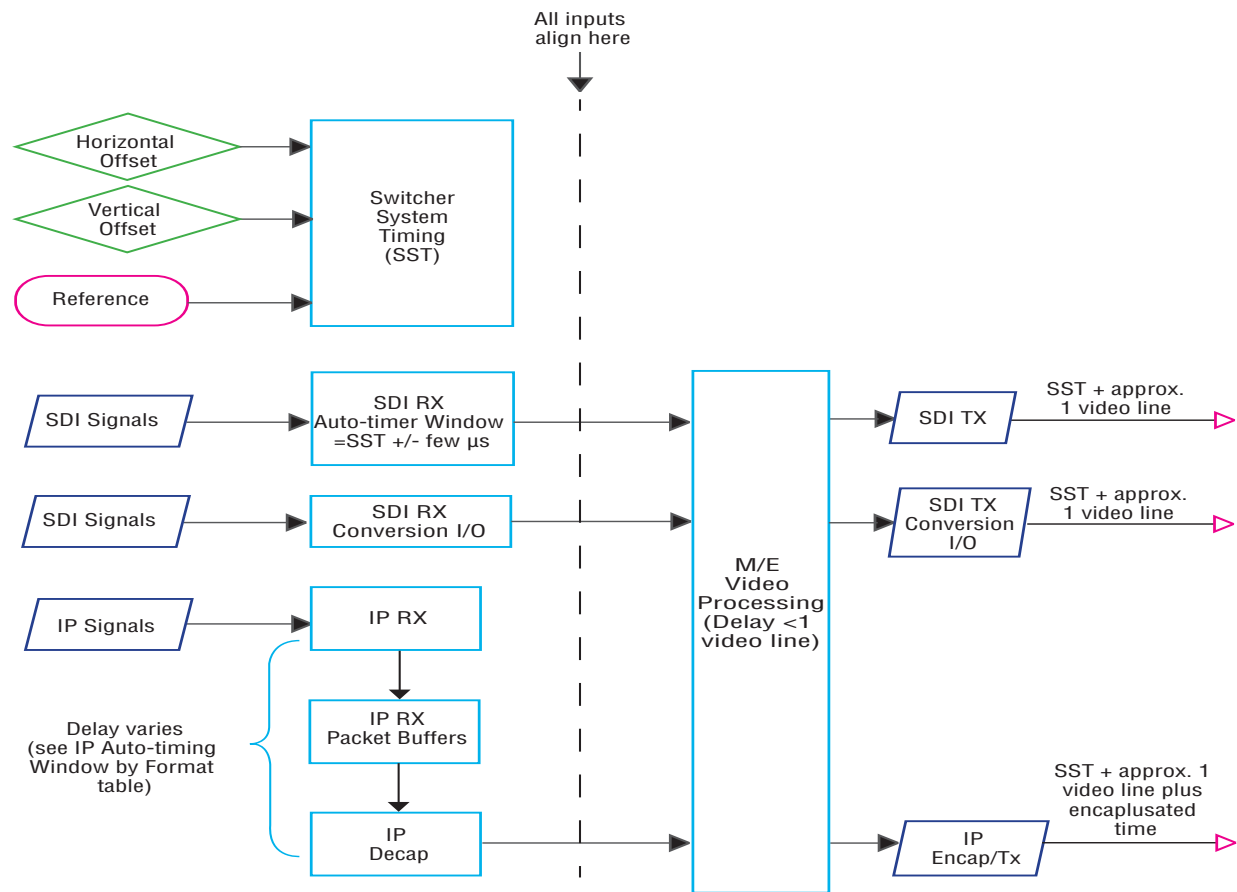 All inputs
align here
Horizontal
Offset
Vertical
Offset
Reference
Switcher
System
Timing
(SST)
SDI Signals
SDI RX
Auto-timer Window
=SST +/- few µs
SDI Signals
SDI RX
Conversion I/O
IP Signals
IP RX
IP RX
Packet Buffers
IP
Decap
Delay varies
(see IP Auto-timing
Window by Format
table)
M/E
Video
Processing
(Delay <1
video line)
SDI TX
SST + approx.
1 video line
SDI TX
Conversion
I/O
SST + approx.
1 video line
IP
Encap/Tx
SST + approx. 1
video line plus
encaplusated
time